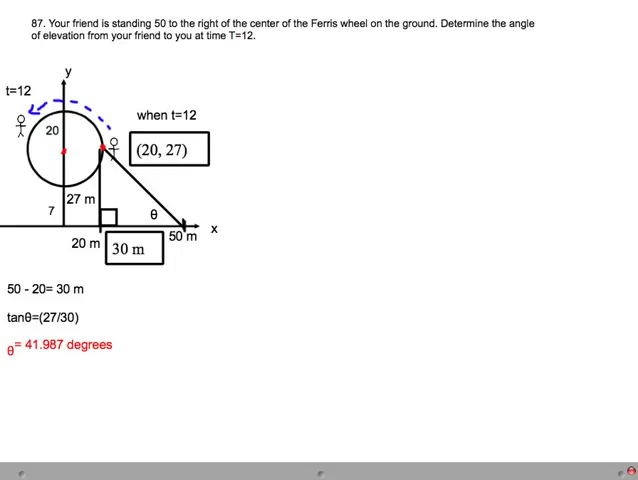 87. Your friend is standing 50 to the right of the center of the Ferris wheel on the ground. Determine the angle
of elevation from your friend to you at time T=12.
y
t=12
when t=12
20
(20, 27)
27 m
7
θ
x
20 m
30 m
50 m
50 - 20= 30 m
tanθ=(27/30)
θ= 41.987 degrees